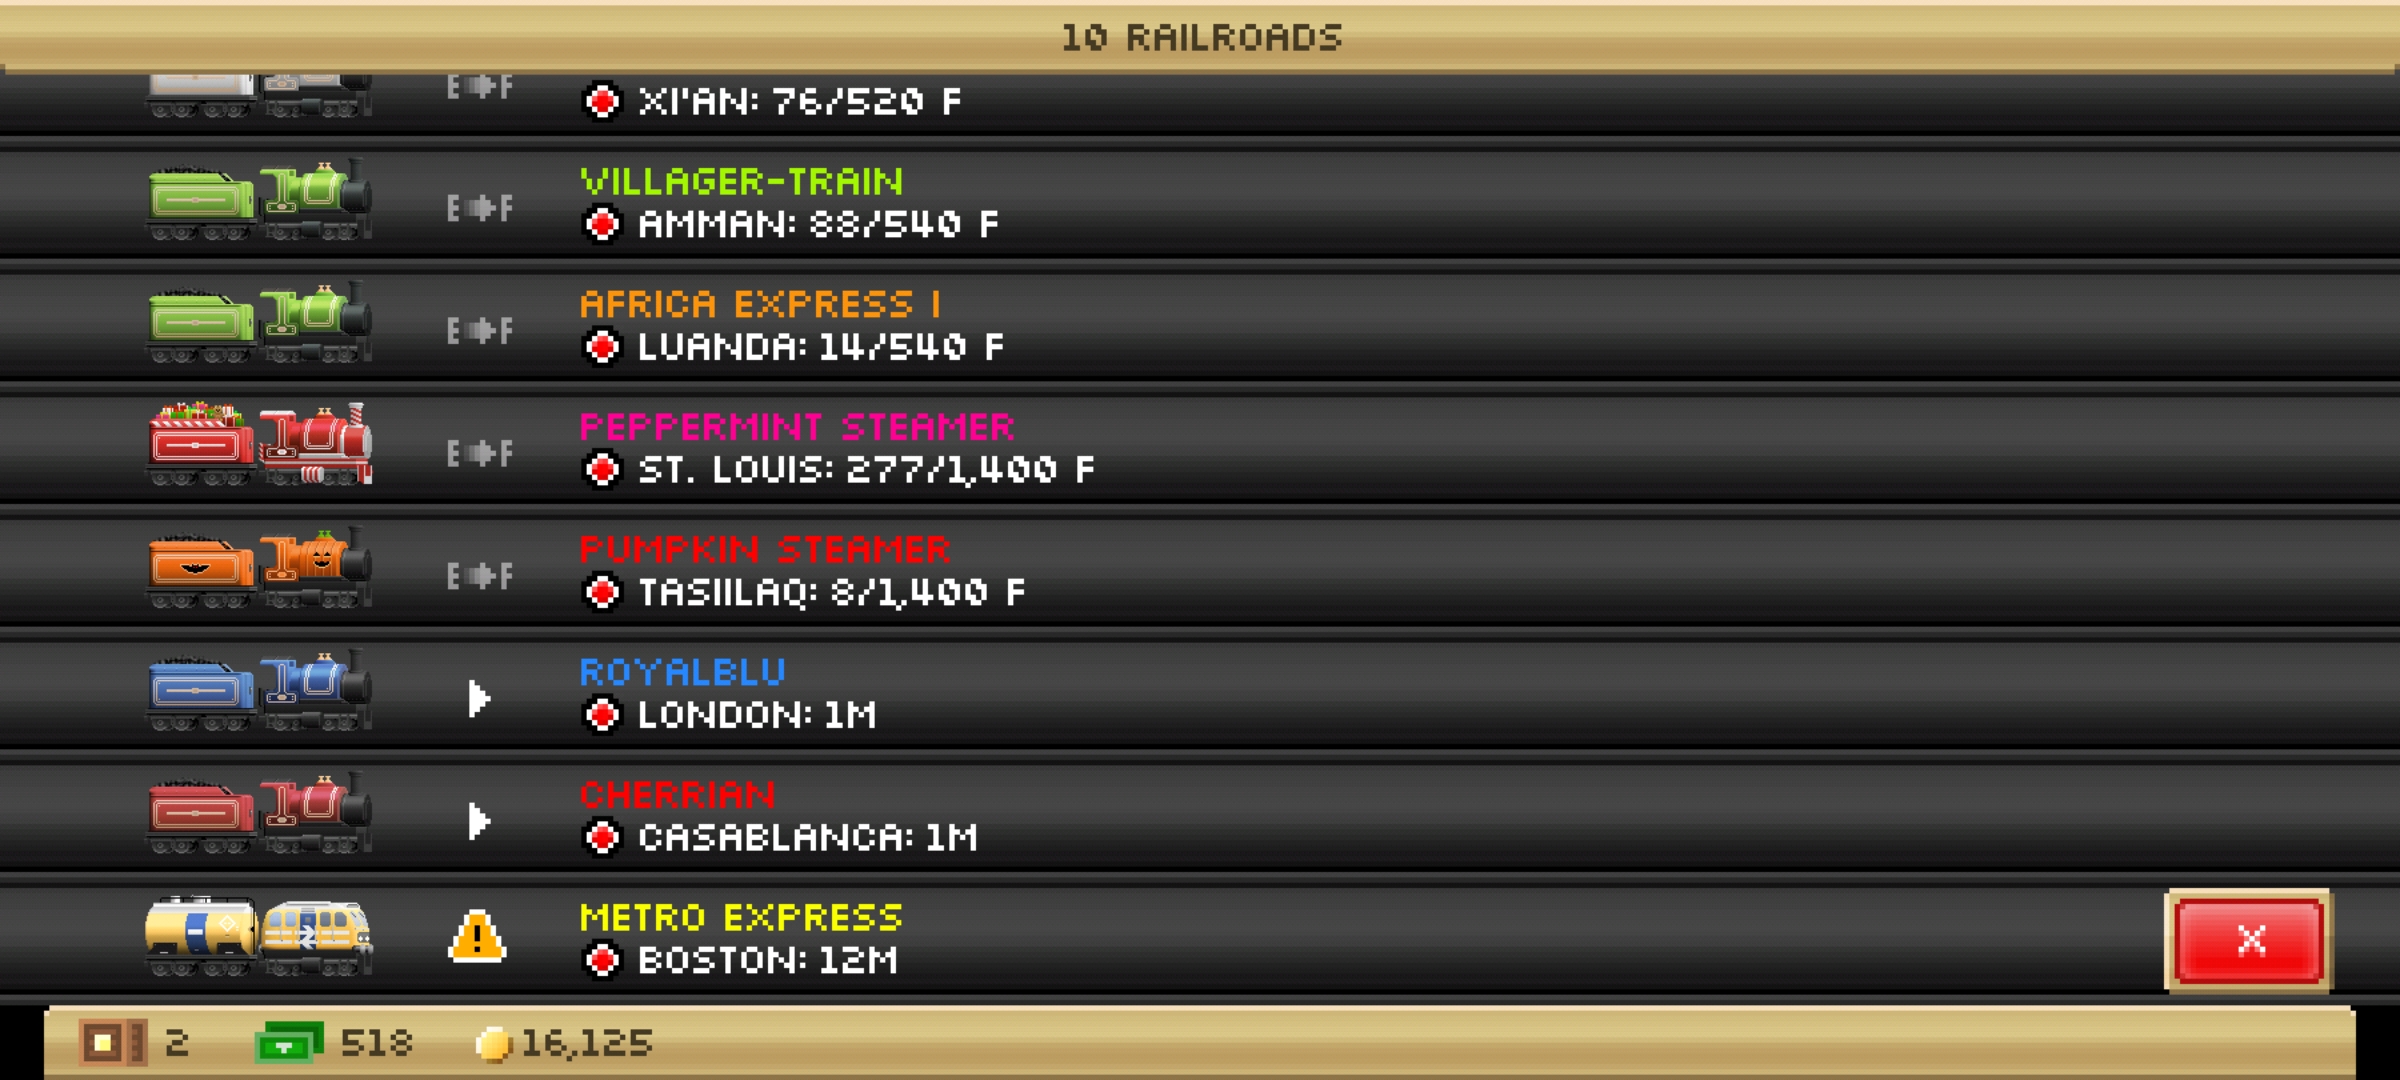 10 RAILROADS
E F
XI'AN: 76/520 F
VILLAGER-TRAIN
E F
AMMAN: 88/540 F
AFRICA EXPRESS I
E F
LUANDA: 14/540 F
PEPPERMINT STEAMER
E F
ST. LOUIS: 277/1,400 F
PUMPKIN STEAMER
E F
TASIILAQ: 8/1,400 F
ROYALBLU
LONDON: 1M
CHERRIAN
CASABLANCA: 1M
METRO EXPRESS
!
BOSTON: 12M
X
2 518 16,125